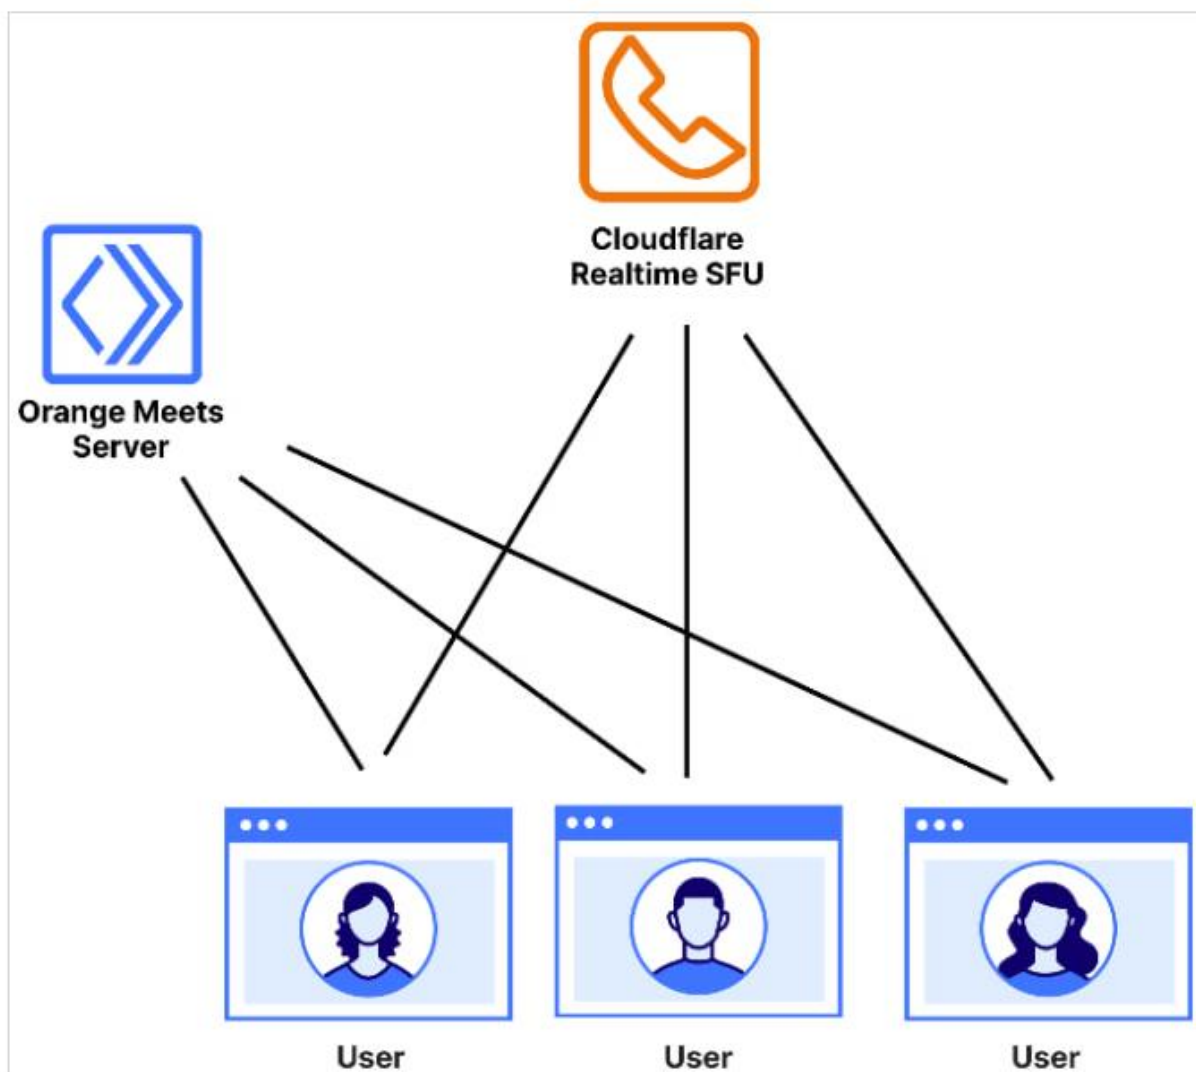 Cloudflare
Realtime SFU
Orange Meets
Server
User
User
User